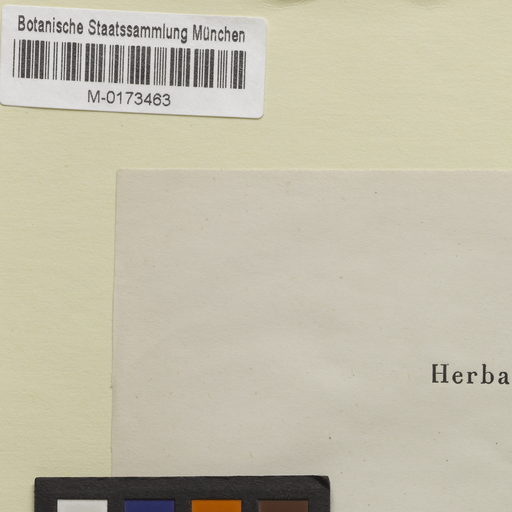 Botanische Staatssammlung München
M-0173463
Herba